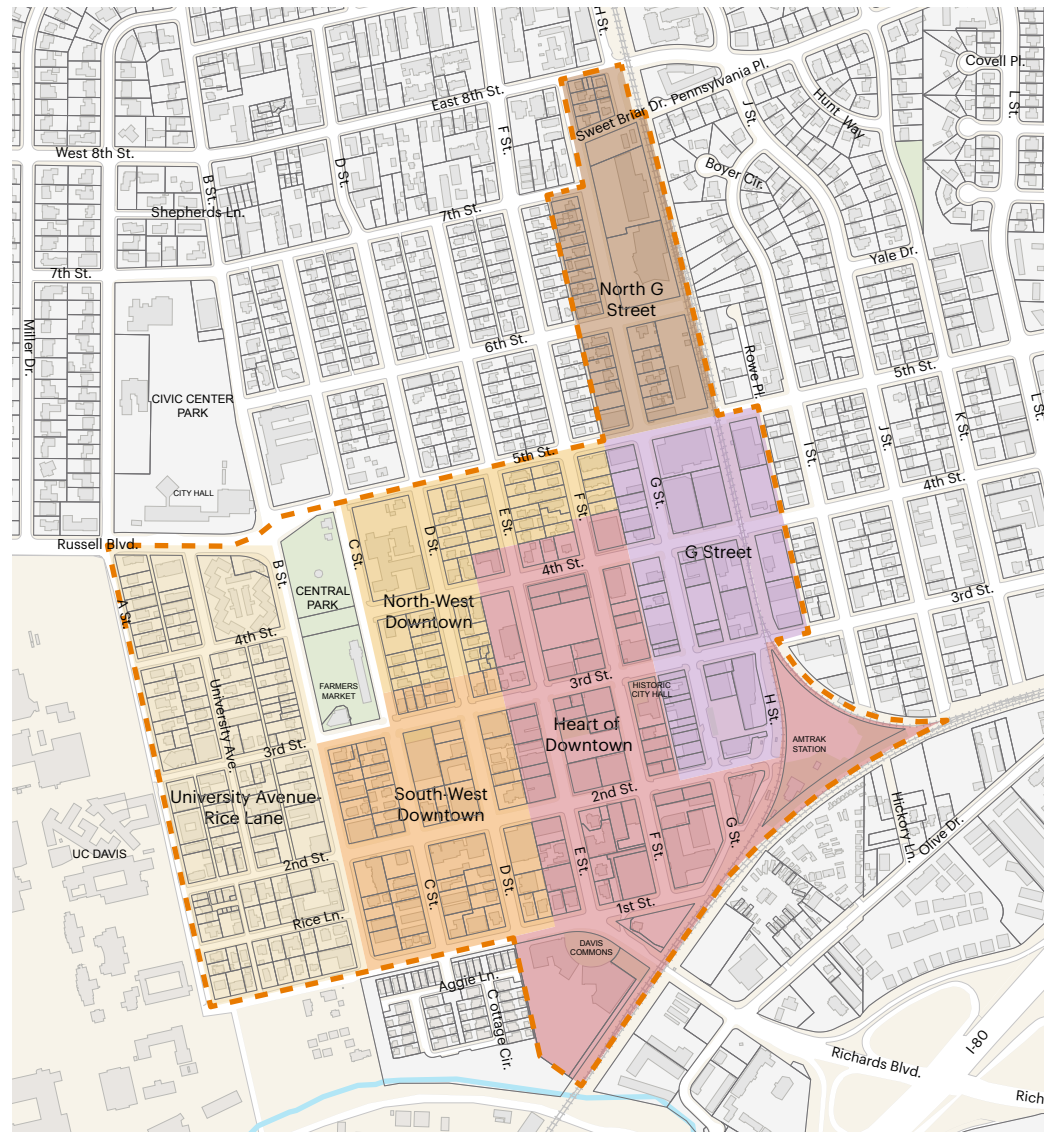 H St.
Covell Pl.
L St.
East 8th St.
Sweet Briar Dr.
Pennsylvania Pl.
J St.
Hunt Way
F St.
D St.
West 8th St.
B St.
Boyer Cir.
Shepherds Ln.
7th St.
Yale Dr.
7th St.
North G
Street
Miller Dr.
6th St.
Rowe Pl.
5th St.
L St.
K St.
J St.
I St.
CIVIC CENTER
PARK
5th St.
4th St.
CITY HALL
G St.
F St.
E St.
D St.
C St.
Russell Blvd.
B St.
G Street
4th St.
CENTRAL
PARK
North-West
Downtown
3rd St.
A St.
4th St.
University Ave.
FARMERS
MARKET
3rd St.
HISTORIC
CITY HALL
H St.
3rd St.
Heart of
Downtown
AMTRAK
STATION
University Avenue-
Rice Lane
South-West
Downtown
2nd St.
Hickory Ln.
Olive Dr.
UC DAVIS
2nd St.
C St.
D St.
E St.
F St.
G St.
1st St.
Rice Ln.
DAVIS
COMMONS
Aggie Ln.
Cottage Cir.
I-80
Richards Blvd.
Rich